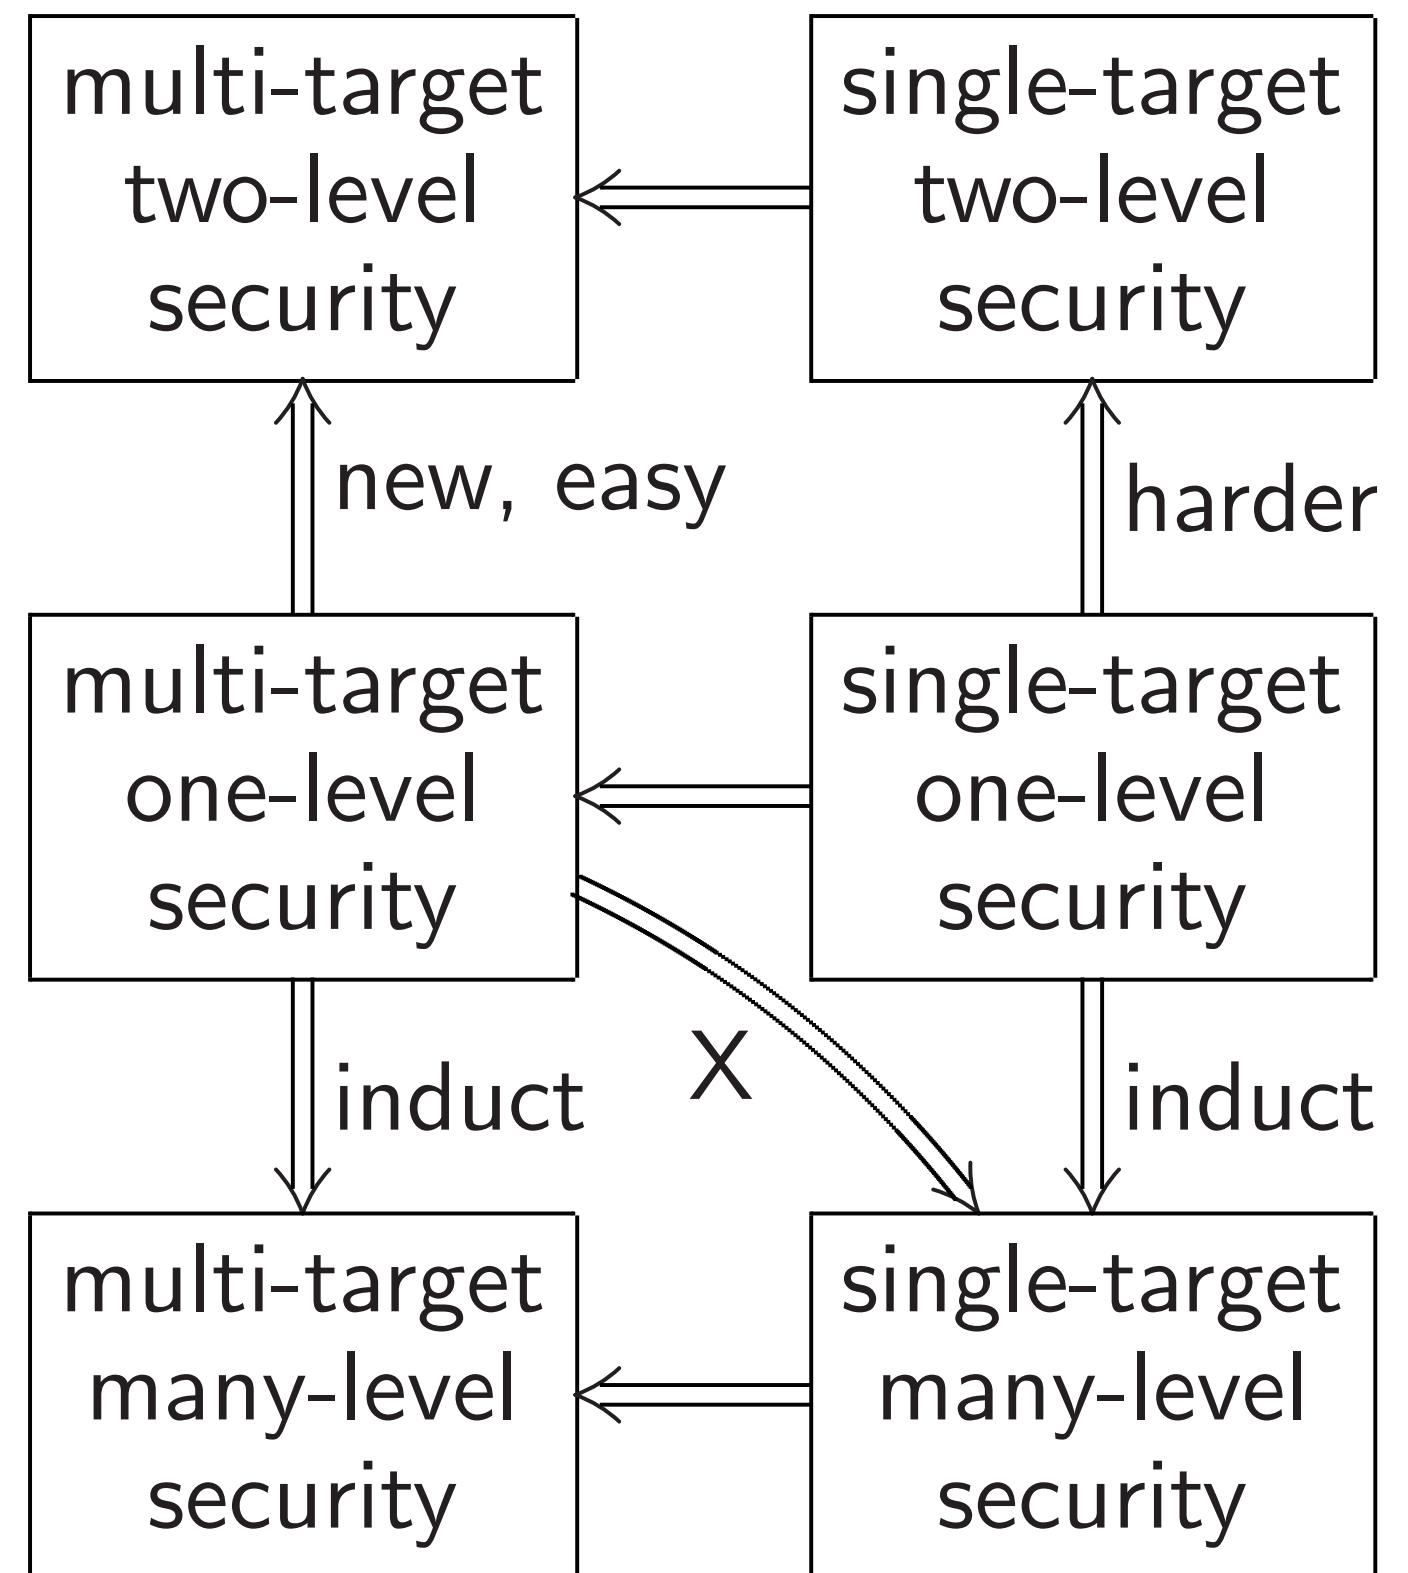 multi-target
two-level
security
single-target
two-level
security
new, easy
harder
multi-target
one-level
security
single-target
one-level
security
X
induct
induct
multi-target
many-level
security
single-target
many-level
security